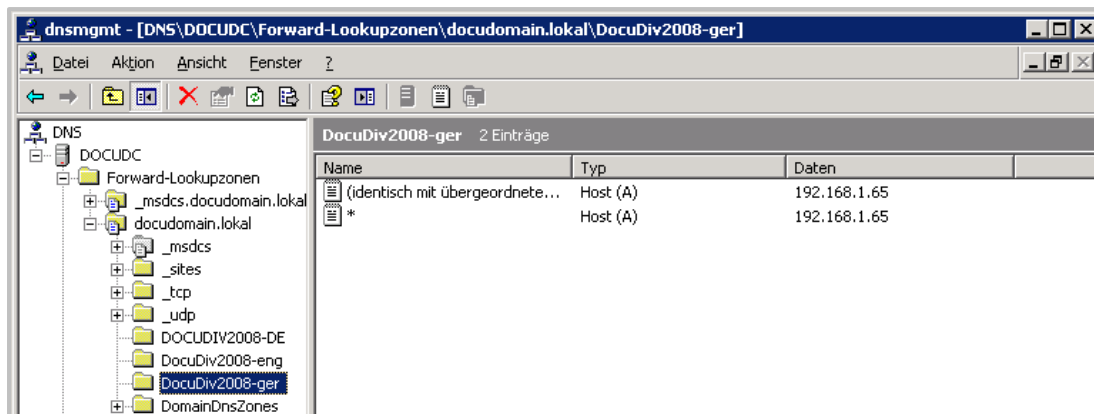 dnsmgmt - [DNS\DOCUDC\Forward-Lookupzonen\docudomain.lokal\DocuDiv2008-ger]
Datei Aktion Ansicht Fenster ?
DNS
DOCUDC
Forward-Lookupzonen
_msdcs.docudomain.lokal
docudomain.lokal
_msdcs
_sites
_tcp
_udp
DOCUDIV2008-DE
DocuDiv2008-eng
DocuDiv2008-ger
DomainDnsZones
DocuDiv2008-ger 2 Einträge
Name Typ Daten
(identisch mit übergeordnete... Host (A) 192.168.1.65
* Host (A) 192.168.1.65